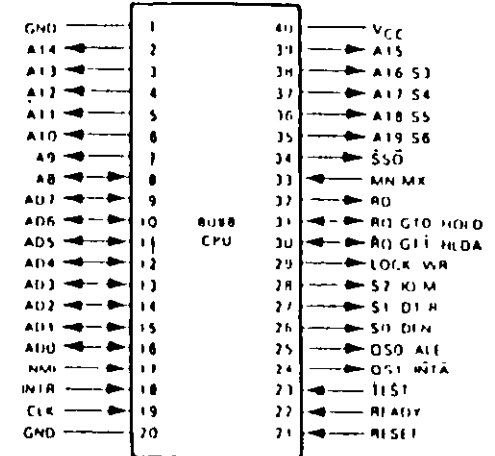 GND 1 40 VCC
A14 2 39 A15
A13 3 38 A16 S3
A12 4 37 A17 S4
A11 5 36 A18 S5
A10 6 35 A19 S6
A9 7 34 SS0
A8 8 33 MN MX
AD7 9 32 RD
AD6 10 8088 31 RQ GT0 HOLD
AD5 11 CPU 30 RQ GT1 HLDA
AD4 12 29 LOCK WR
AD3 13 28 S2 IO M
AD2 14 27 S1 DT R
AD1 15 26 S0 DEN
AD0 16 25 QS0 ALE
NMI 17 24 QS1 INTA
INTR 18 23 TEST
CLK 19 22 READY
GND 20 21 RESET